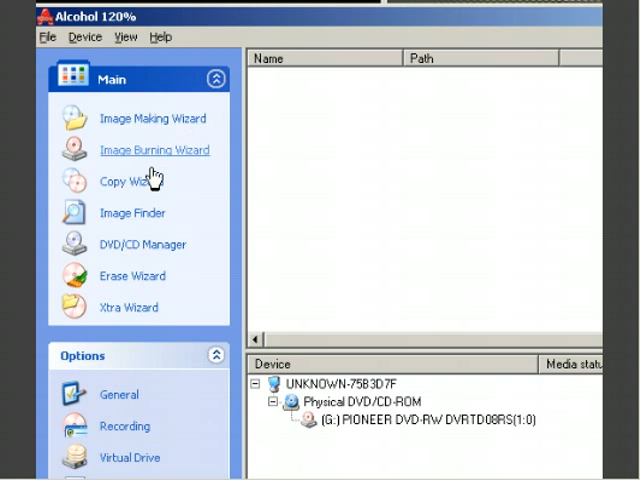 Alcohol 120%
File Device View Help
Main
Image Making Wizard
Image Burning Wizard
Copy
Image Finder
DVD/CD Manager
Erase Wizard
Xtra Wizard
Options
General
Recording
Virtual Drive
Name Path
Device Media
UNKNOWN-75B3D7F
Physical DVD/CD-ROM
(G:) PIONEER DVD-RW DVRTD08RS(1:0)